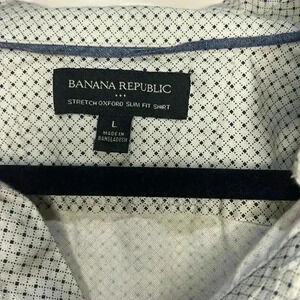 BANANA REPUBLIC
STRETCH OXFORD SLIM FIT SHIRT
L
MADE IN
BANGLADESH